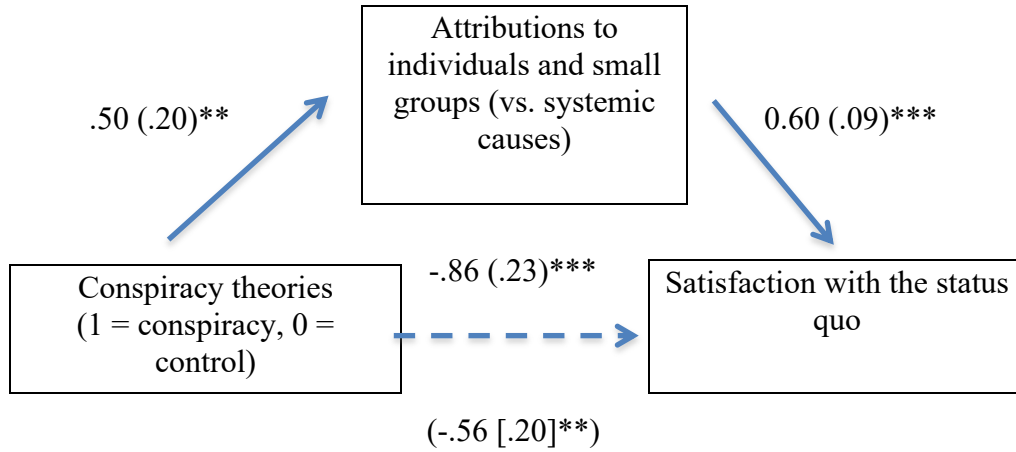 Attributions to
individuals and small
groups (vs. systemic
causes)
.50 (.20)**
0.60 (.09)***
-.86 (.23)***
Conspiracy theories
(1 = conspiracy, 0 =
control)
Satisfaction with the status
quo
(-.56 [.20]**)